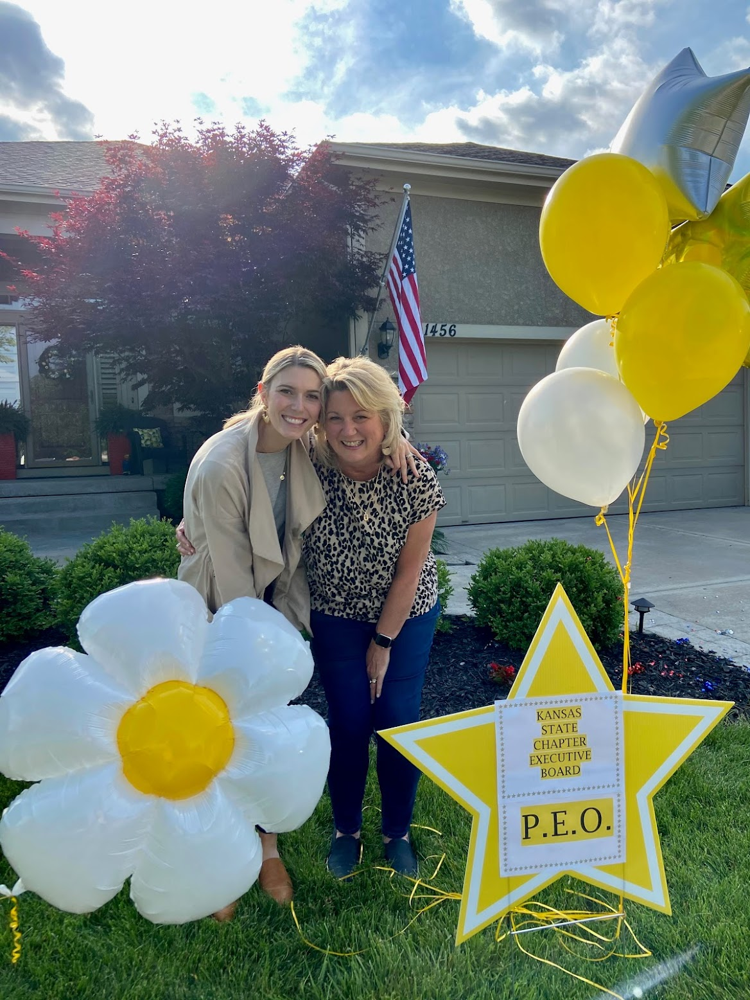 1456
KANSAS
STATE
CHAPTER
EXECUTIVE
BOARD
P.E.O.